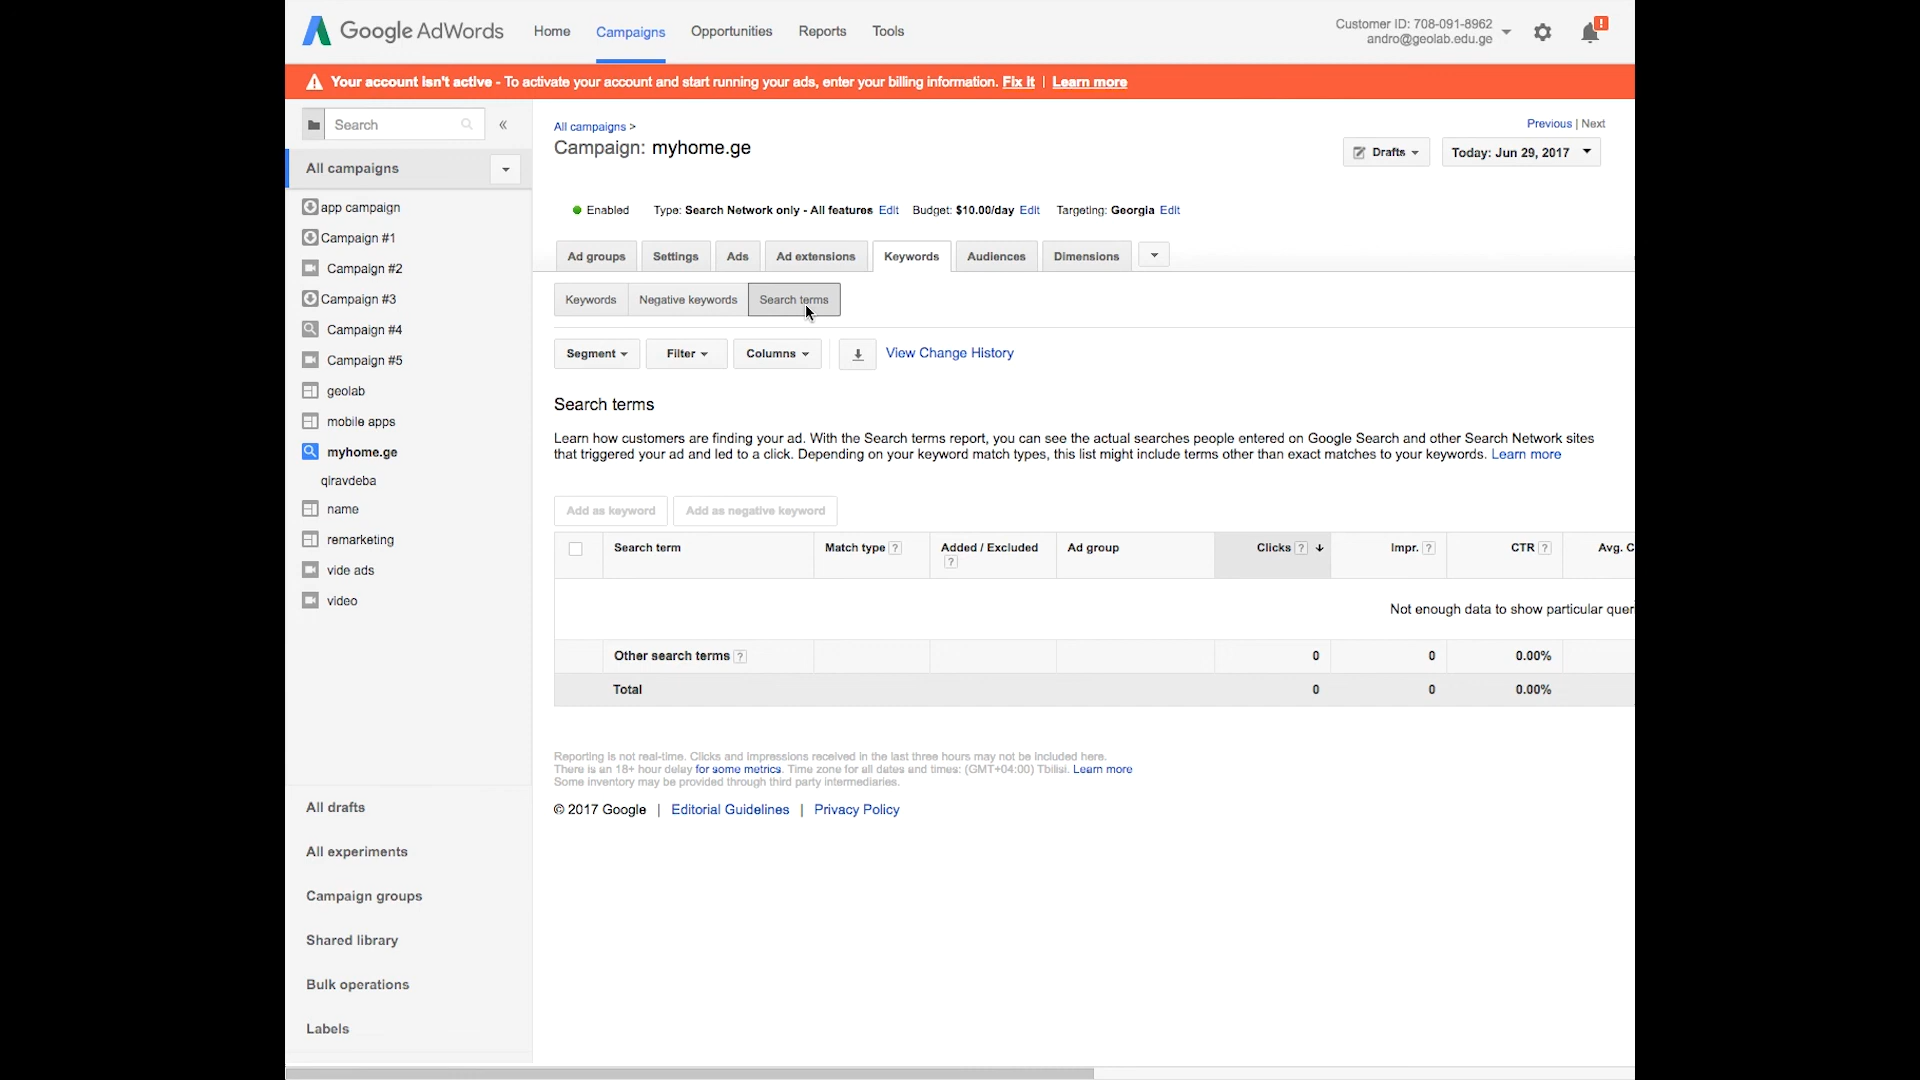 Google AdWords Home Campaigns Opportunities Reports Tools
Customer ID: 708-091-8962
andro@geolab.edu.ge
!
Your account isn't active - To activate your account and start running your ads, enter your billing information. Fix it | Learn more
Search «
All campaigns
app campaign
Campaign #1
Campaign #2
Campaign #3
Campaign #4
Campaign #5
geolab
mobile apps
myhome.ge
qiravdeba
name
remarketing
vide ads
video
All drafts
All experiments
Campaign groups
Shared library
Bulk operations
Labels
All campaigns >
Campaign: myhome.ge
Previous | Next
Drafts
Today: Jun 29, 2017
Enabled Type: Search Network only - All features Edit Budget: $10.00/day Edit Targeting: Georgia Edit
Ad groups Settings Ads Ad extensions Keywords Audiences Dimensions
Keywords Negative keywords Search terms
Segment Filter Columns View Change History
Search terms
Learn how customers are finding your ad. With the Search terms report, you can see the actual searches people entered on Google Search and other Search Network sites
that triggered your ad and led to a click. Depending on your keyword match types, this list might include terms other than exact matches to your keywords. Learn more
Add as keyword Add as negative keyword
Search term Match type ? Added / Excluded ? Ad group Clicks ? Impr. ? CTR ? Avg. C
Not enough data to show particular quer
Other search terms ? 0 0 0.00%
Total 0 0 0.00%
Reporting is not real-time. Clicks and impressions received in the last three hours may not be included here.
There is an 18+ hour delay for some metrics. Time zone for all dates and times: (GMT+04:00) Tbilisi. Learn more
Some inventory may be provided through third party intermediaries.
© 2017 Google | Editorial Guidelines | Privacy Policy